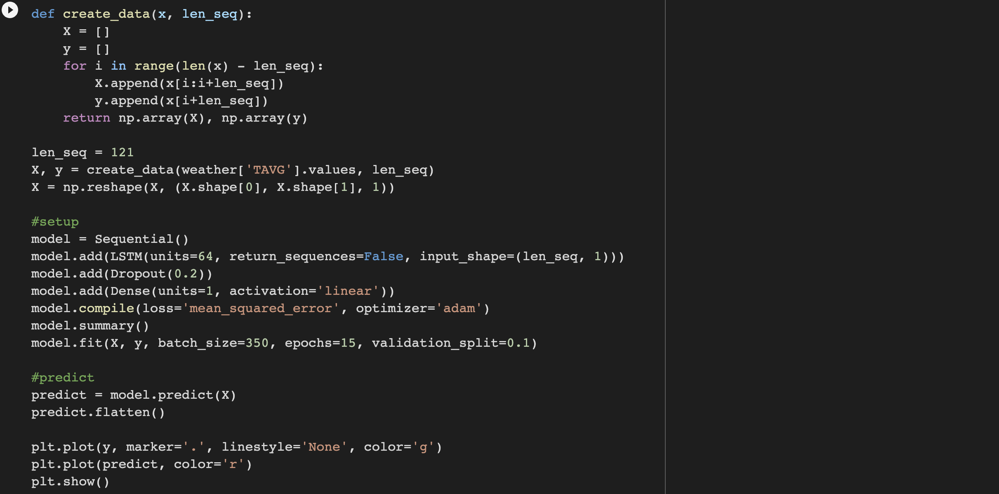 def create_data(x, len_seq):
    X = []
    y = []
    for i in range(len(x) - len_seq):
        X.append(x[i:i+len_seq])
        y.append(x[i+len_seq])
    return np.array(X), np.array(y)

len_seq = 121
X, y = create_data(weather['TAVG'].values, len_seq)
X = np.reshape(X, (X.shape[0], X.shape[1], 1))

#setup
model = Sequential()
model.add(LSTM(units=64, return_sequences=False, input_shape=(len_seq, 1)))
model.add(Dropout(0.2))
model.add(Dense(units=1, activation='linear'))
model.compile(loss='mean_squared_error', optimizer='adam')
model.summary()
model.fit(X, y, batch_size=350, epochs=15, validation_split=0.1)

#predict
predict = model.predict(X)
predict.flatten()

plt.plot(y, marker='.', linestyle='None', color='g')
plt.plot(predict, color='r')
plt.show()